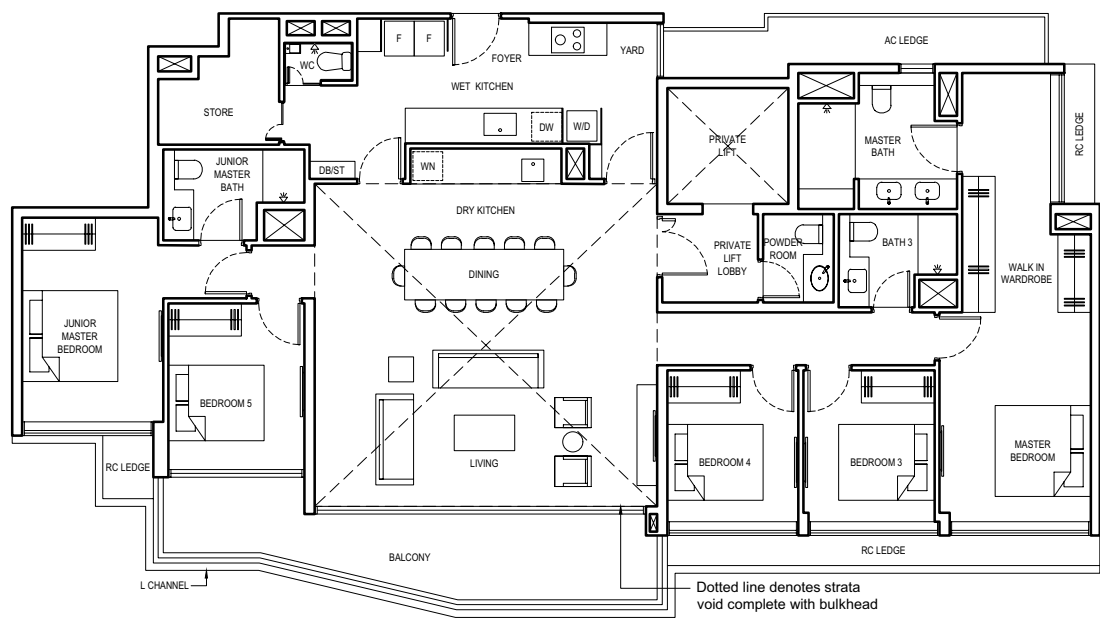 AC LEDGE
F
F
FOYER
YARD
WC
WET KITCHEN
STORE
DW
W/D
PRIVATE
LIFT
MASTER
BATH
RC LEDGE
JUNIOR
MASTER
BATH
DB/ST
WN
DRY KITCHEN
DINING
PRIVATE
LIFT
LOBBY
POWDER
ROOM
BATH 3
WALK IN
WARDROBE
JUNIOR
MASTER
BEDROOM
BEDROOM 5
LIVING
BEDROOM 4
BEDROOM 3
MASTER
BEDROOM
RC LEDGE
BALCONY
RC LEDGE
L CHANNEL
Dotted line denotes strata
void complete with bulkhead